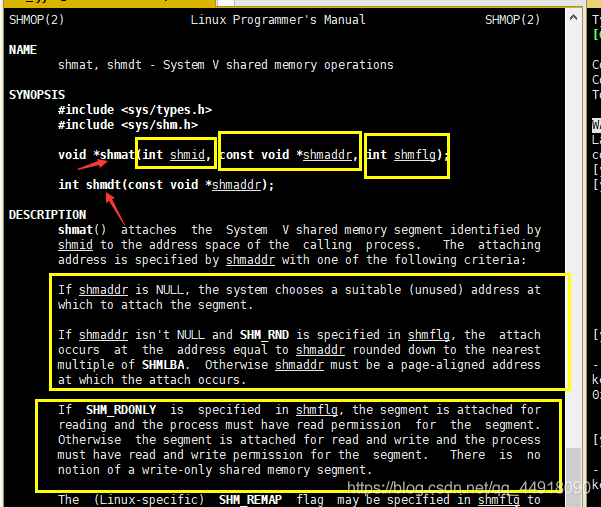 SHMOP(2) Linux Programmer's Manual SHMOP(2)
NAME
shmat, shmdt - System V shared memory operations
SYNOPSIS
#include <sys/types.h>
#include <sys/shm.h>
void *shmat(int shmid, const void *shmaddr, int shmflg);
int shmdt(const void *shmaddr);
DESCRIPTION
shmat() attaches the System V shared memory segment identified by
shmid to the address space of the calling process. The attaching
address is specified by shmaddr with one of the following criteria:
If shmaddr is NULL, the system chooses a suitable (unused) address at
which to attach the segment.
If shmaddr isn't NULL and SHM_RND is specified in shmflg, the attach
occurs at the address equal to shmaddr rounded down to the nearest
multiple of SHMLBA. Otherwise shmaddr must be a page-aligned address
at which the attach occurs.
If SHM_RDONLY is specified in shmflg, the segment is attached for
reading and the process must have read permission for the segment.
Otherwise the segment is attached for read and write and the process
must have read and write permission for the segment. There is no
notion of a write-only shared memory segment.
The (Linux-specific) SHM_REMAP flag may be specified in shmflg to